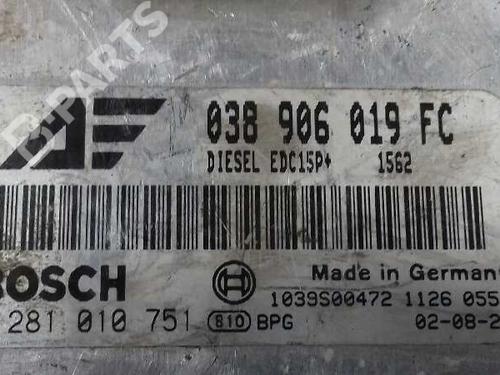 B-PARTS
038 906 019 FC
DIESEL EDC15P+ 1562
BOSCH
Made in German
1039S00472 1126 055
281 010 751 810 BPG 02-08-2